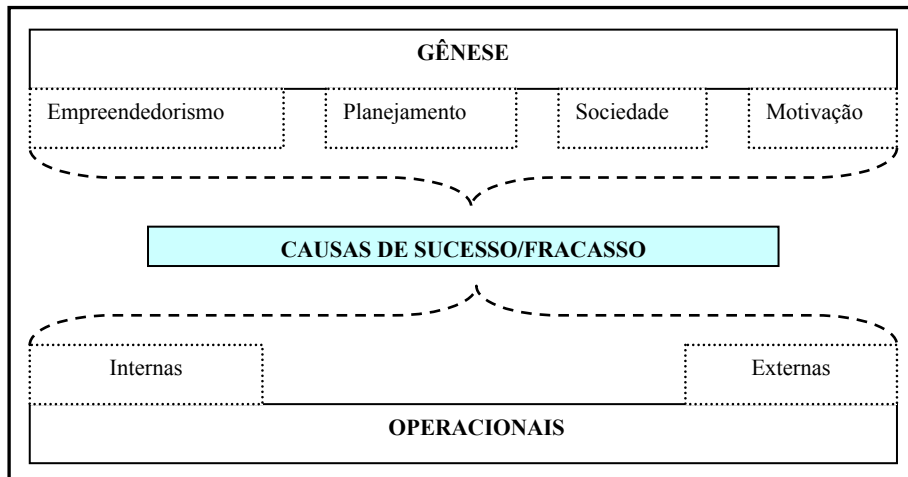 GÊNESE
Empreendedorismo
Planejamento
Sociedade
Motivação
CAUSAS DE SUCESSO/FRACASSO
Internas
Externas
OPERACIONAIS